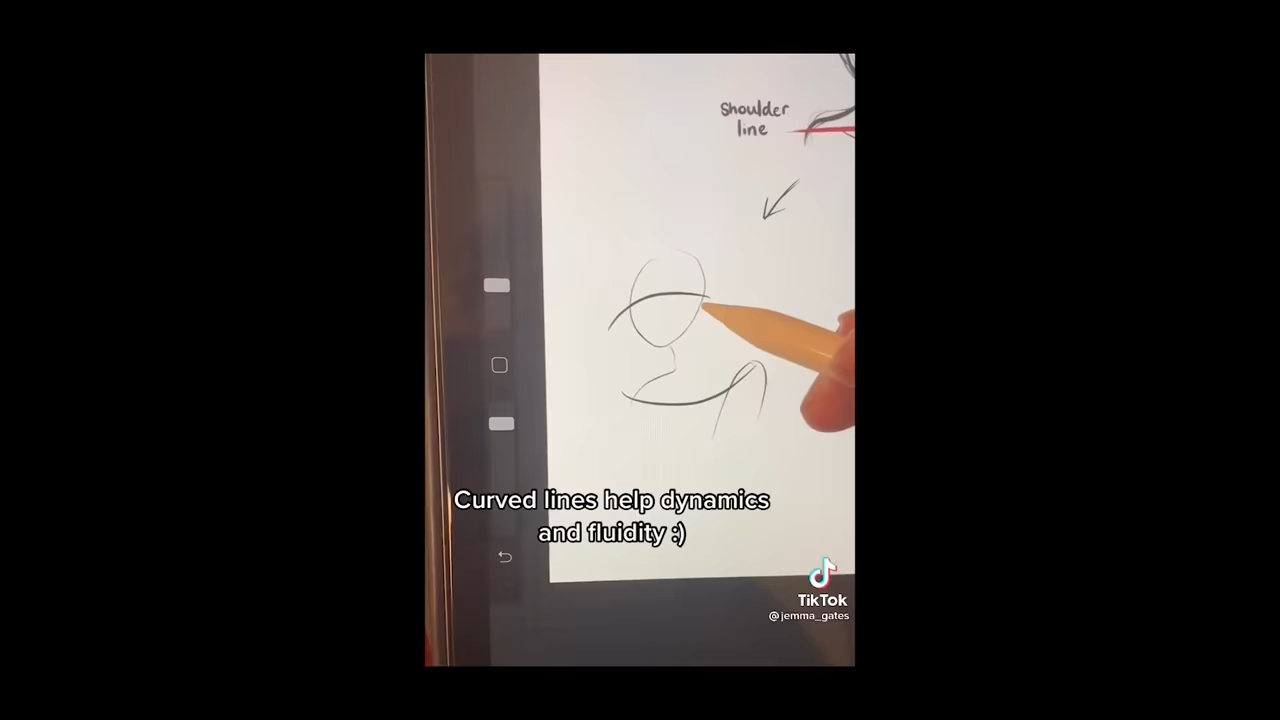 Shoulder
line
Curved lines help dynamics
and fluidity :)
TikTok
@jemma_gates